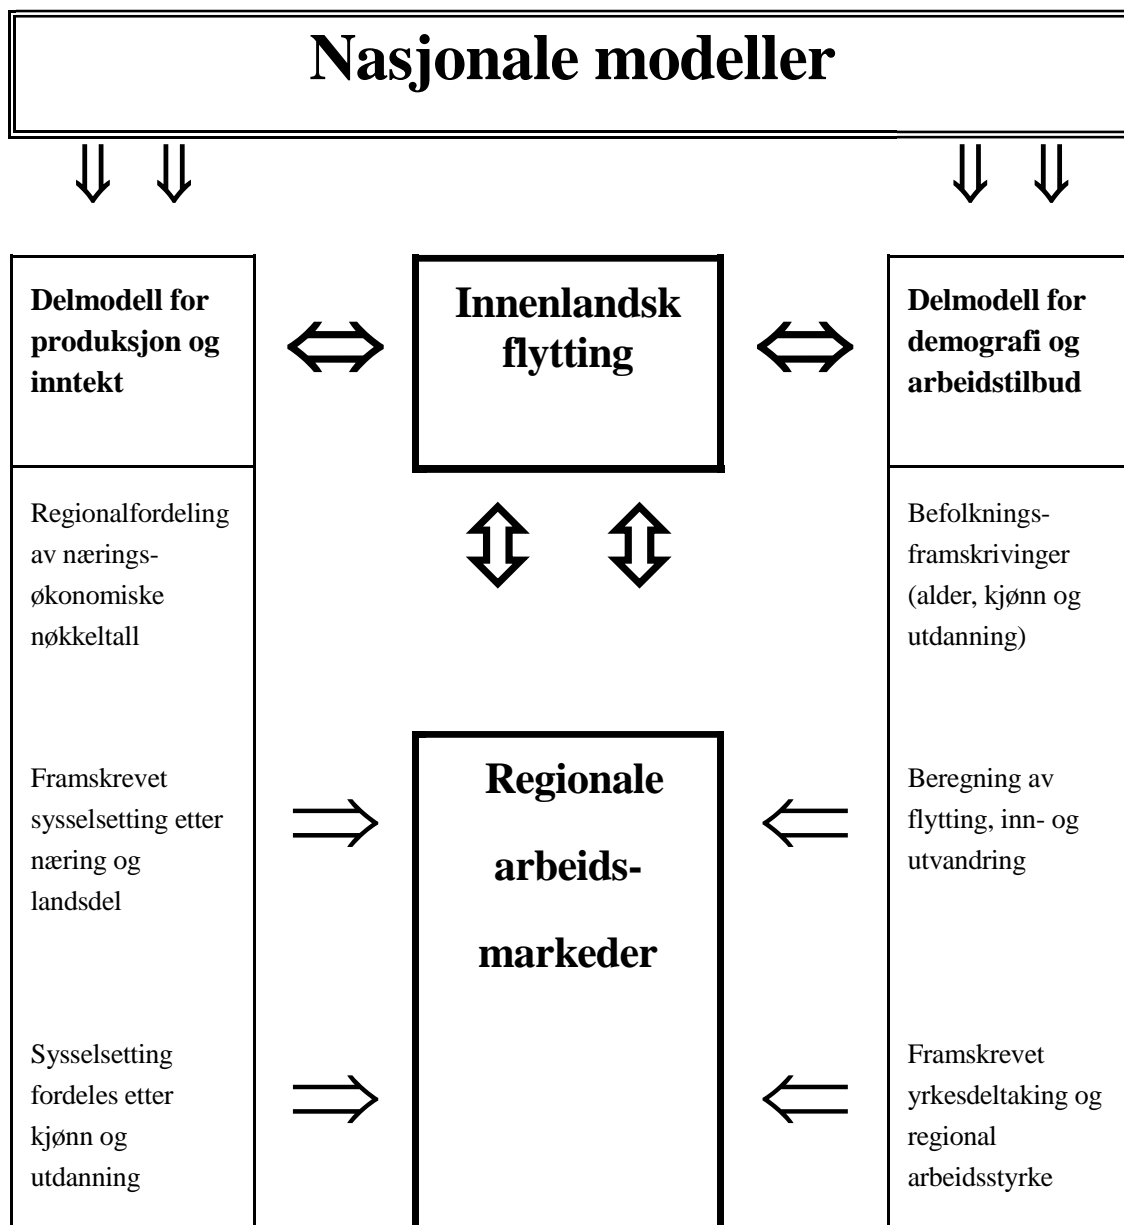 Nasjonale modeller
Delmodell for
produksjon og
inntekt
Innenlandsk
flytting
Delmodell for
demografi og
arbeidstilbud
Regionalfordeling
av nærings-
økonomiske
nøkkeltall
Befolknings-
framskrivinger
(alder, kjønn og
utdanning)
Framskrevet
sysselsetting etter
næring og
landsdel
Regionale
arbeids-
markeder
Beregning av
flytting, inn- og
utvandring
Sysselsetting
fordeles etter
kjønn og
utdanning
Framskrevet
yrkesdeltaking og
regional
arbeidsstyrke